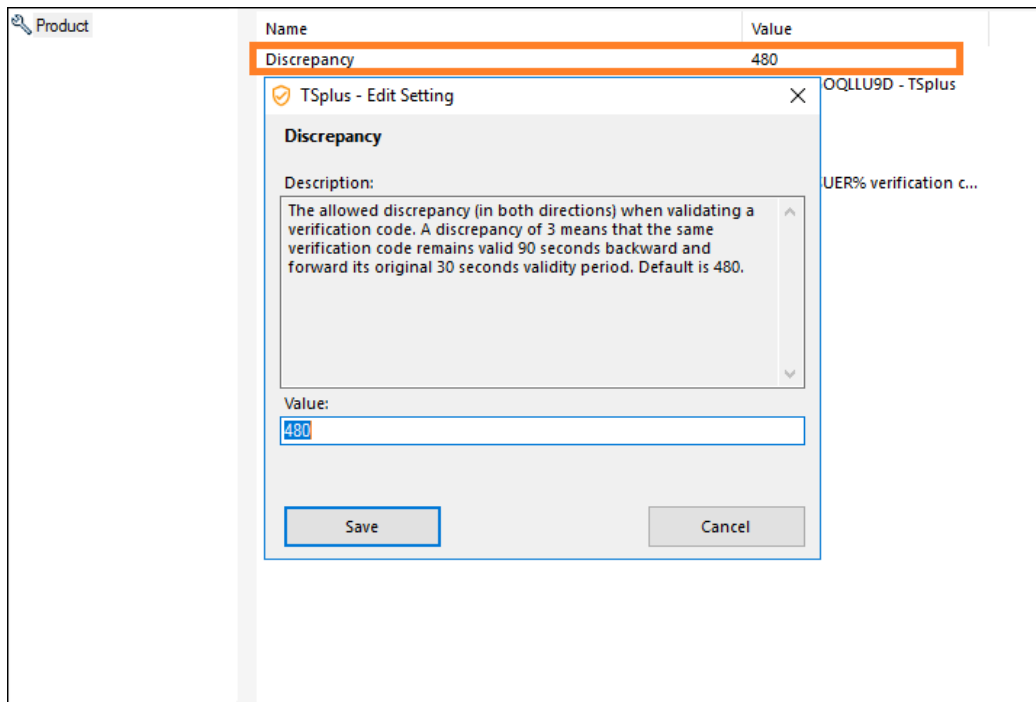 Product
Name Value
Discrepancy 480
OQLLU9D - TSplus
TSplus - Edit Setting
Discrepancy
Description:
UER% verification c...
The allowed discrepancy (in both directions) when validating a
verification code. A discrepancy of 3 means that the same
verification code remains valid 90 seconds backward and
forward its original 30 seconds validity period. Default is 480.
Value:
480
Save Cancel